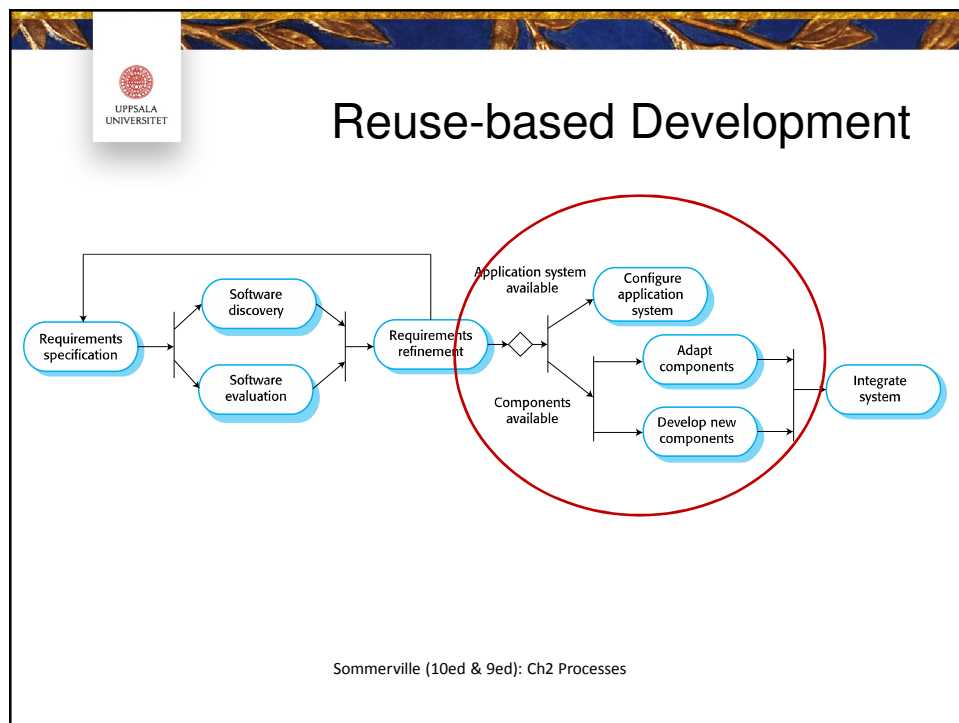 UPPSALA
UNIVERSITET
Reuse-based Development
Requirements
specification
Software
discovery
Software
evaluation
Requirements
refinement
Application system
available
Components
available
Configure
application
system
Adapt
components
Develop new
components
Integrate
system
Sommerville (10ed & 9ed): Ch2 Processes